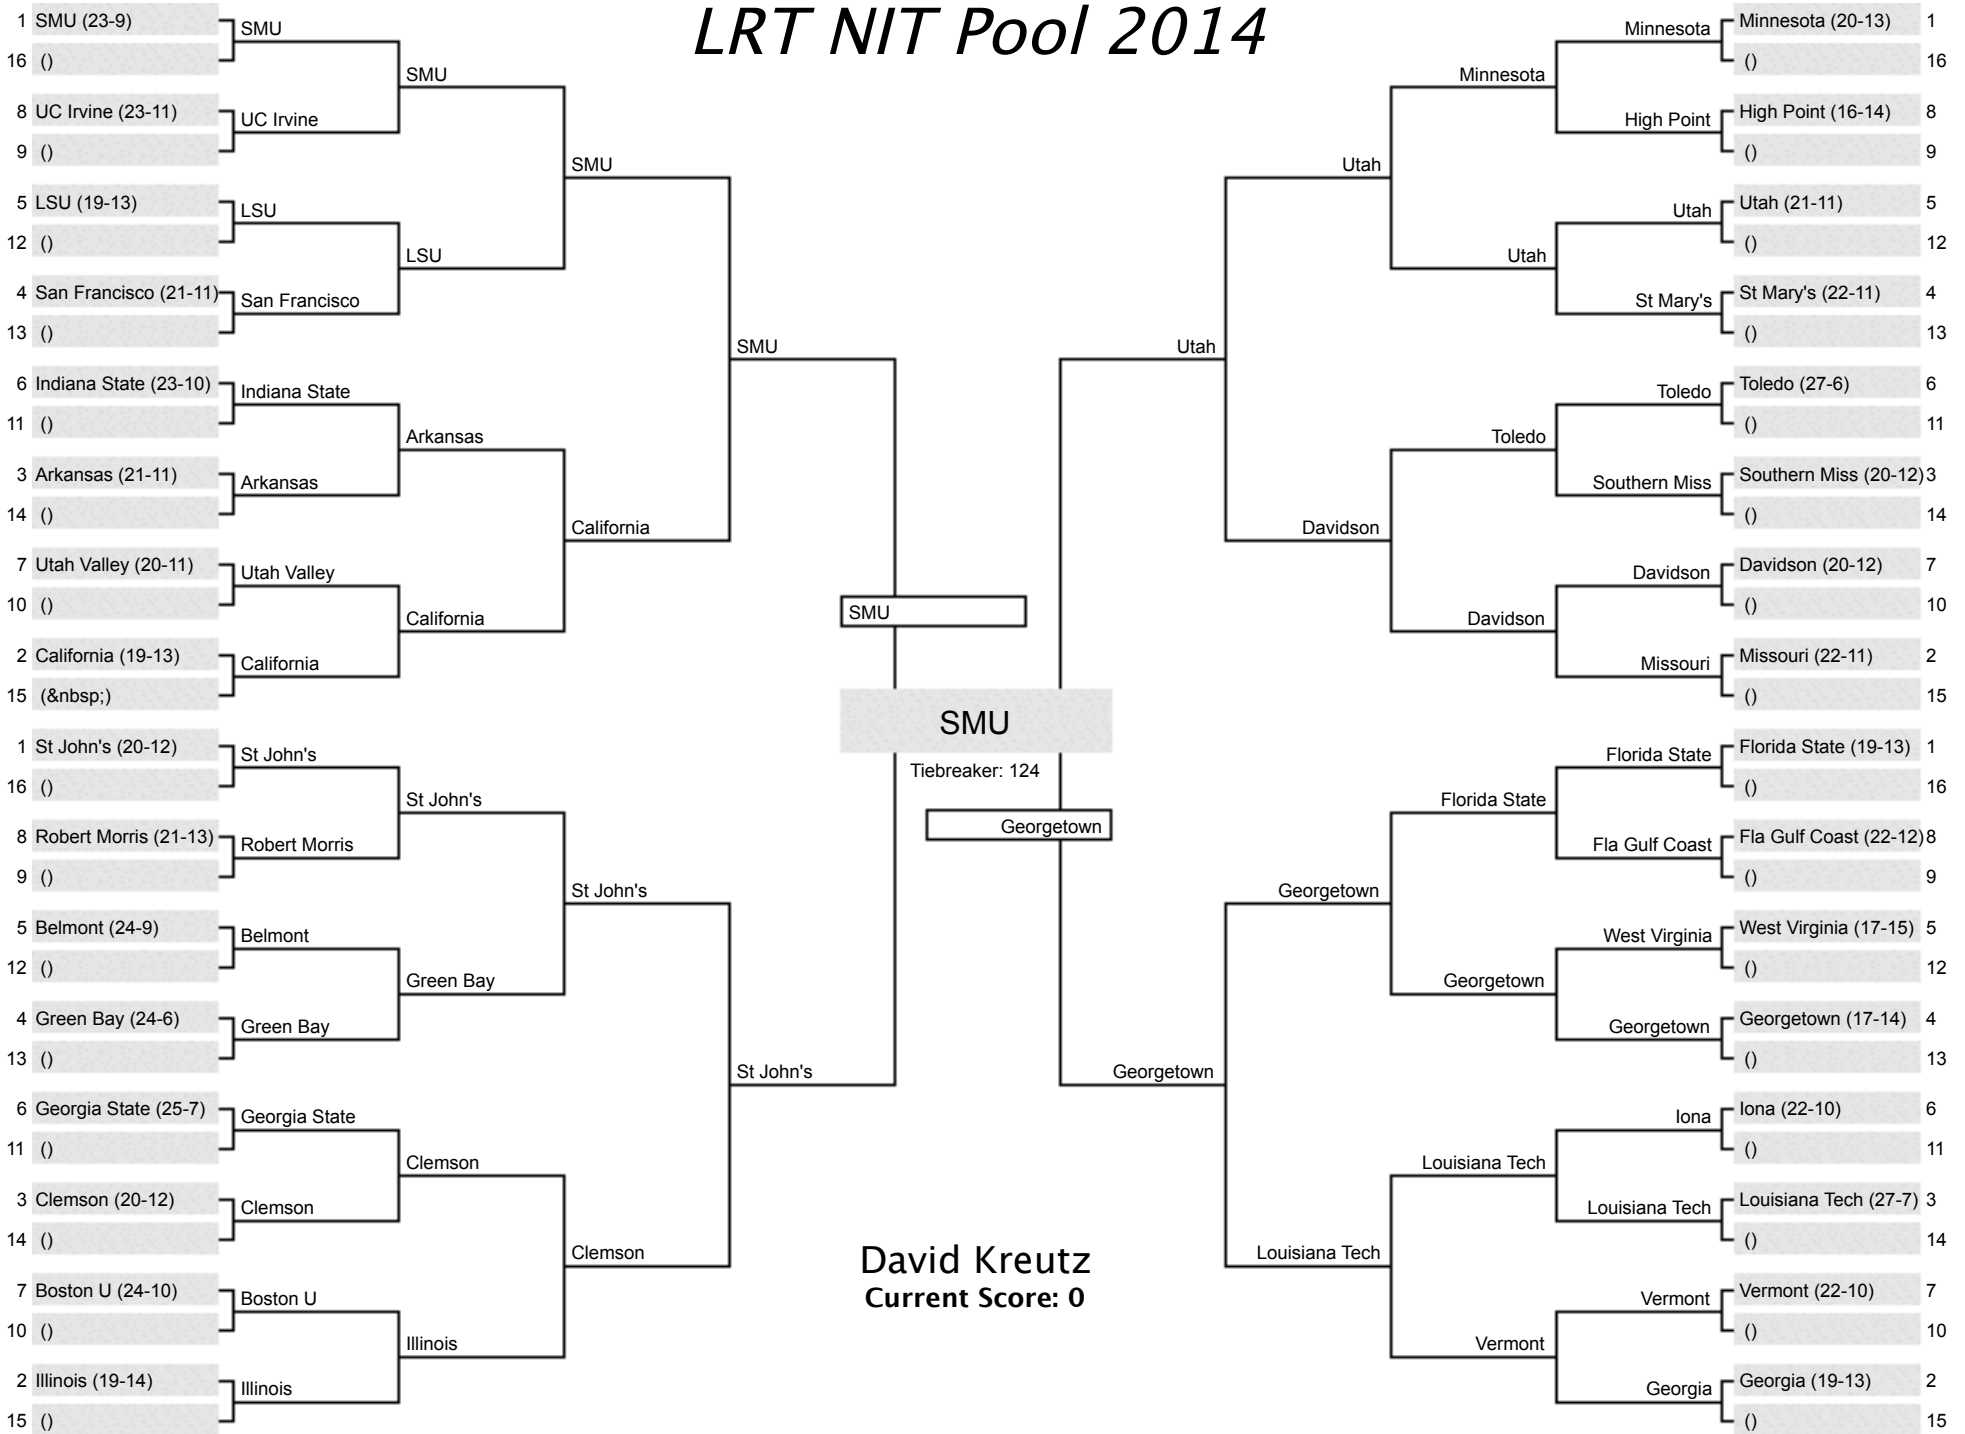 LRT NIT Pool 2014
1 SMU (23-9)
16 ()
8 UC Irvine (23-11)
9 ()
5 LSU (19-13)
12 ()
4 San Francisco (21-11)
13 ()
6 Indiana State (23-10)
11 ()
3 Arkansas (21-11)
14 ()
7 Utah Valley (20-11)
10 ()
2 California (19-13)
15 (&nbsp;)
1 St John's (20-12)
16 ()
8 Robert Morris (21-13)
9 ()
5 Belmont (24-9)
12 ()
4 Green Bay (24-6)
13 ()
6 Georgia State (25-7)
11 ()
3 Clemson (20-12)
14 ()
7 Boston U (24-10)
10 ()
2 Illinois (19-14)
15 ()
SMU
UC Irvine
LSU
San Francisco
Indiana State
Arkansas
Utah Valley
California
St John's
Robert Morris
Belmont
Green Bay
Georgia State
Clemson
Boston U
Illinois
SMU
LSU
Arkansas
California
St John's
Green Bay
Clemson
Illinois
SMU
California
St John's
Clemson
SMU
St John's
SMU
SMU
Tiebreaker: 124
Georgetown
David Kreutz
Current Score: 0
Utah
Georgetown
Utah
Davidson
Georgetown
Louisiana Tech
Minnesota
Utah
Toledo
Davidson
Florida State
Georgetown
Louisiana Tech
Vermont
Minnesota
High Point
Utah
St Mary's
Toledo
Southern Miss
Davidson
Missouri
Florida State
Fla Gulf Coast
West Virginia
Georgetown
Iona
Louisiana Tech
Vermont
Georgia
Minnesota (20-13) 1
() 16
High Point (16-14) 8
() 9
Utah (21-11) 5
() 12
St Mary's (22-11) 4
() 13
Toledo (27-6) 6
() 11
Southern Miss (20-12) 3
() 14
Davidson (20-12) 7
() 10
Missouri (22-11) 2
() 15
Florida State (19-13) 1
() 16
Fla Gulf Coast (22-12) 8
() 9
West Virginia (17-15) 5
() 12
Georgetown (17-14) 4
() 13
Iona (22-10) 6
() 11
Louisiana Tech (27-7) 3
() 14
Vermont (22-10) 7
() 10
Georgia (19-13) 2
() 15